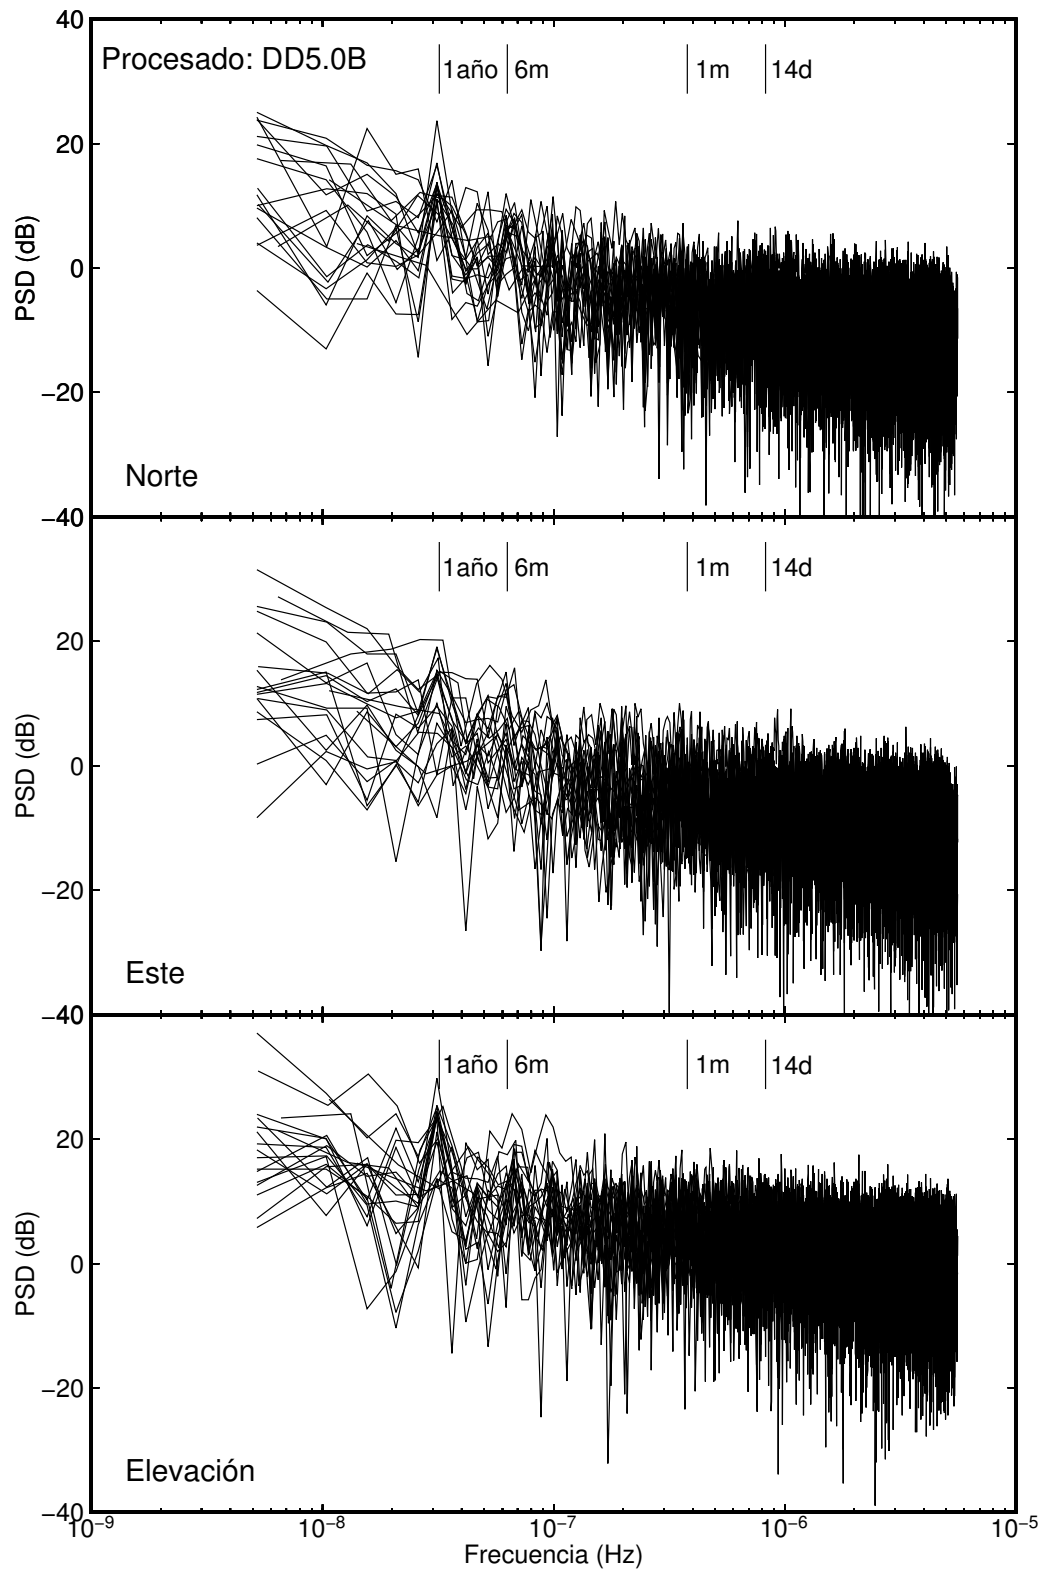 40
Procesado: DD5.0B
1año 6m 1m 14d
20
0
−20
−40
PSD (dB)
Norte
1año 6m 1m 14d
20
0
−20
−40
PSD (dB)
Este
40
1año 6m 1m 14d
20
0
−20
−40
PSD (dB)
Elevación
10⁻⁹ 10⁻⁸ 10⁻⁷ 10⁻⁶ 10⁻⁵
Frecuencia (Hz)